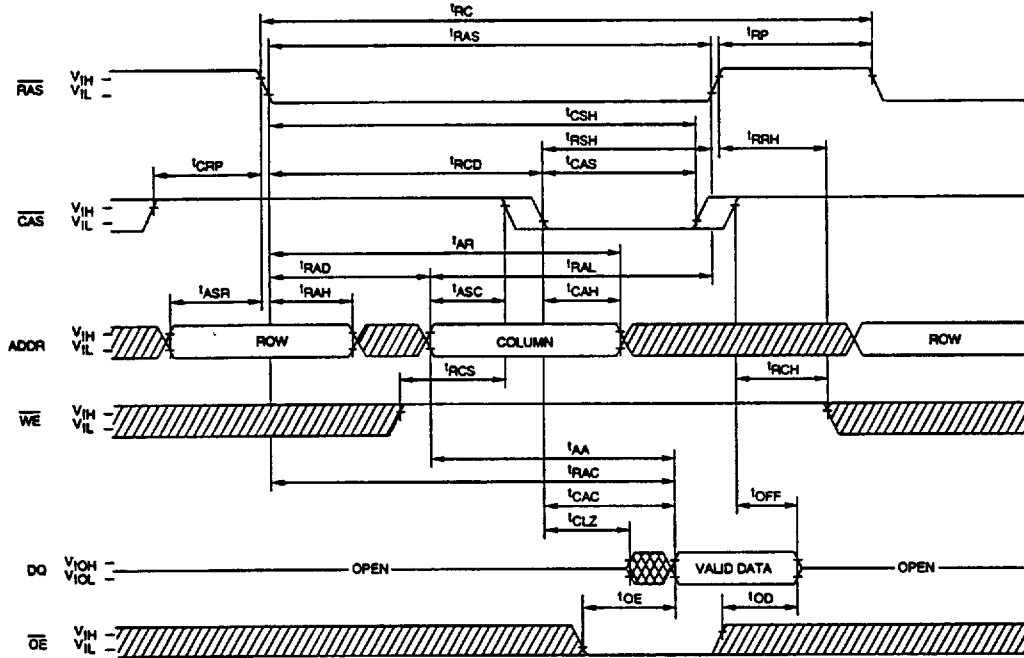 tRC
tRAS
tRP
RAS
VIH
VIL
tCSH
tRSH
tRRH
tCRP
tRCD
tCAS
CAS
VIH
VIL
tAR
tRAD
tRAL
tASR
tRAH
tASC
tCAH
ADDR
VIH
VIL
ROW
COLUMN
ROW
tRCS
tRCH
WE
VIH
VIL
tAA
tRAC
tCAC
tOFF
tCLZ
DQ
VIOH
VIOL
OPEN
VALID DATA
OPEN
tOE
tOD
OE
VIH
VIL